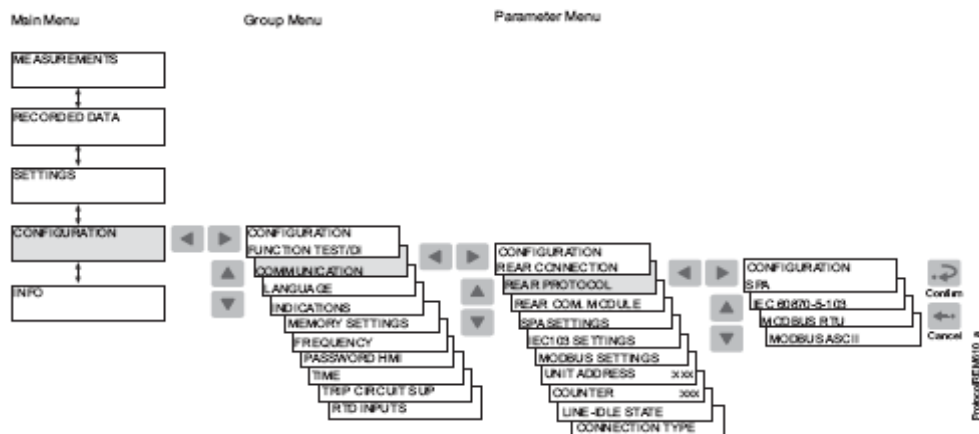 Main Menu
Group Menu
Parameter Menu
MEASUREMENTS
RECORDED DATA
SETTINGS
CONFIGURATION
INFO
CONFIGURATION
FUNCTION TEST/DI
COMMUNICATION
LANGUAGE
INDICATIONS
MEMORY SETTINGS
FREQUENCY
PASSWORD HMI
TIME
TRIP CIRCUIT SUP
RTD INPUTS
CONFIGURATION
REAR CONNECTION
REAR PROTOCOL
REAR COM. MODULE
SPA SETTINGS
IEC103 SETTINGS
MODBUS SETTINGS
UNIT ADDRESS xxx
COUNTER xxx
LINE-IDLE STATE
CONNECTION TYPE
CONFIGURATION
SPA
IEC 60870-5-103
MODBUS RTU
MODBUS ASCII
Confirm
Cancel
ProtocolREM610_a